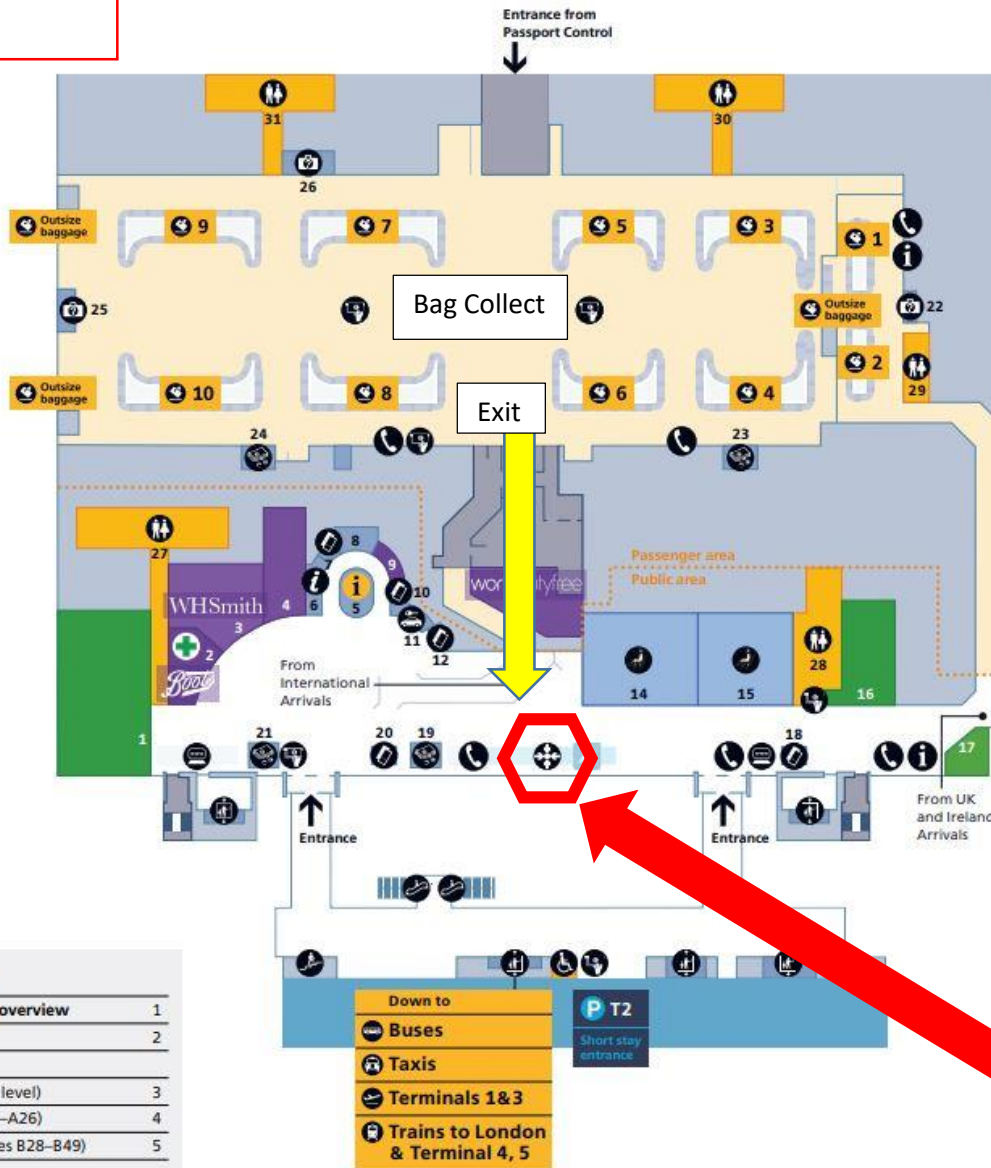 Entrance from
Passport Control
31
30
26
Outsize
baggage
9
7
5
3
1
25
Bag Collect
Outsize
baggage
22
2
Outsize
baggage
10
8
Exit
6
4
29
24
23
27
8
7
9
Passenger area
Public area
WHSmith
4
6
5
10
3
11
12
2
Boots
From
International
Arrivals
14
15
28
16
1
21
20
19
18
17
From UK
and Ireland
Arrivals
Entrance
Entrance
overview 1
2
level) 3
–A26) 4
es B28–B49) 5
Down to
Buses
Taxis
Terminals 1&3
Trains to London
& Terminal 4, 5
P T2
Short stay
entrance